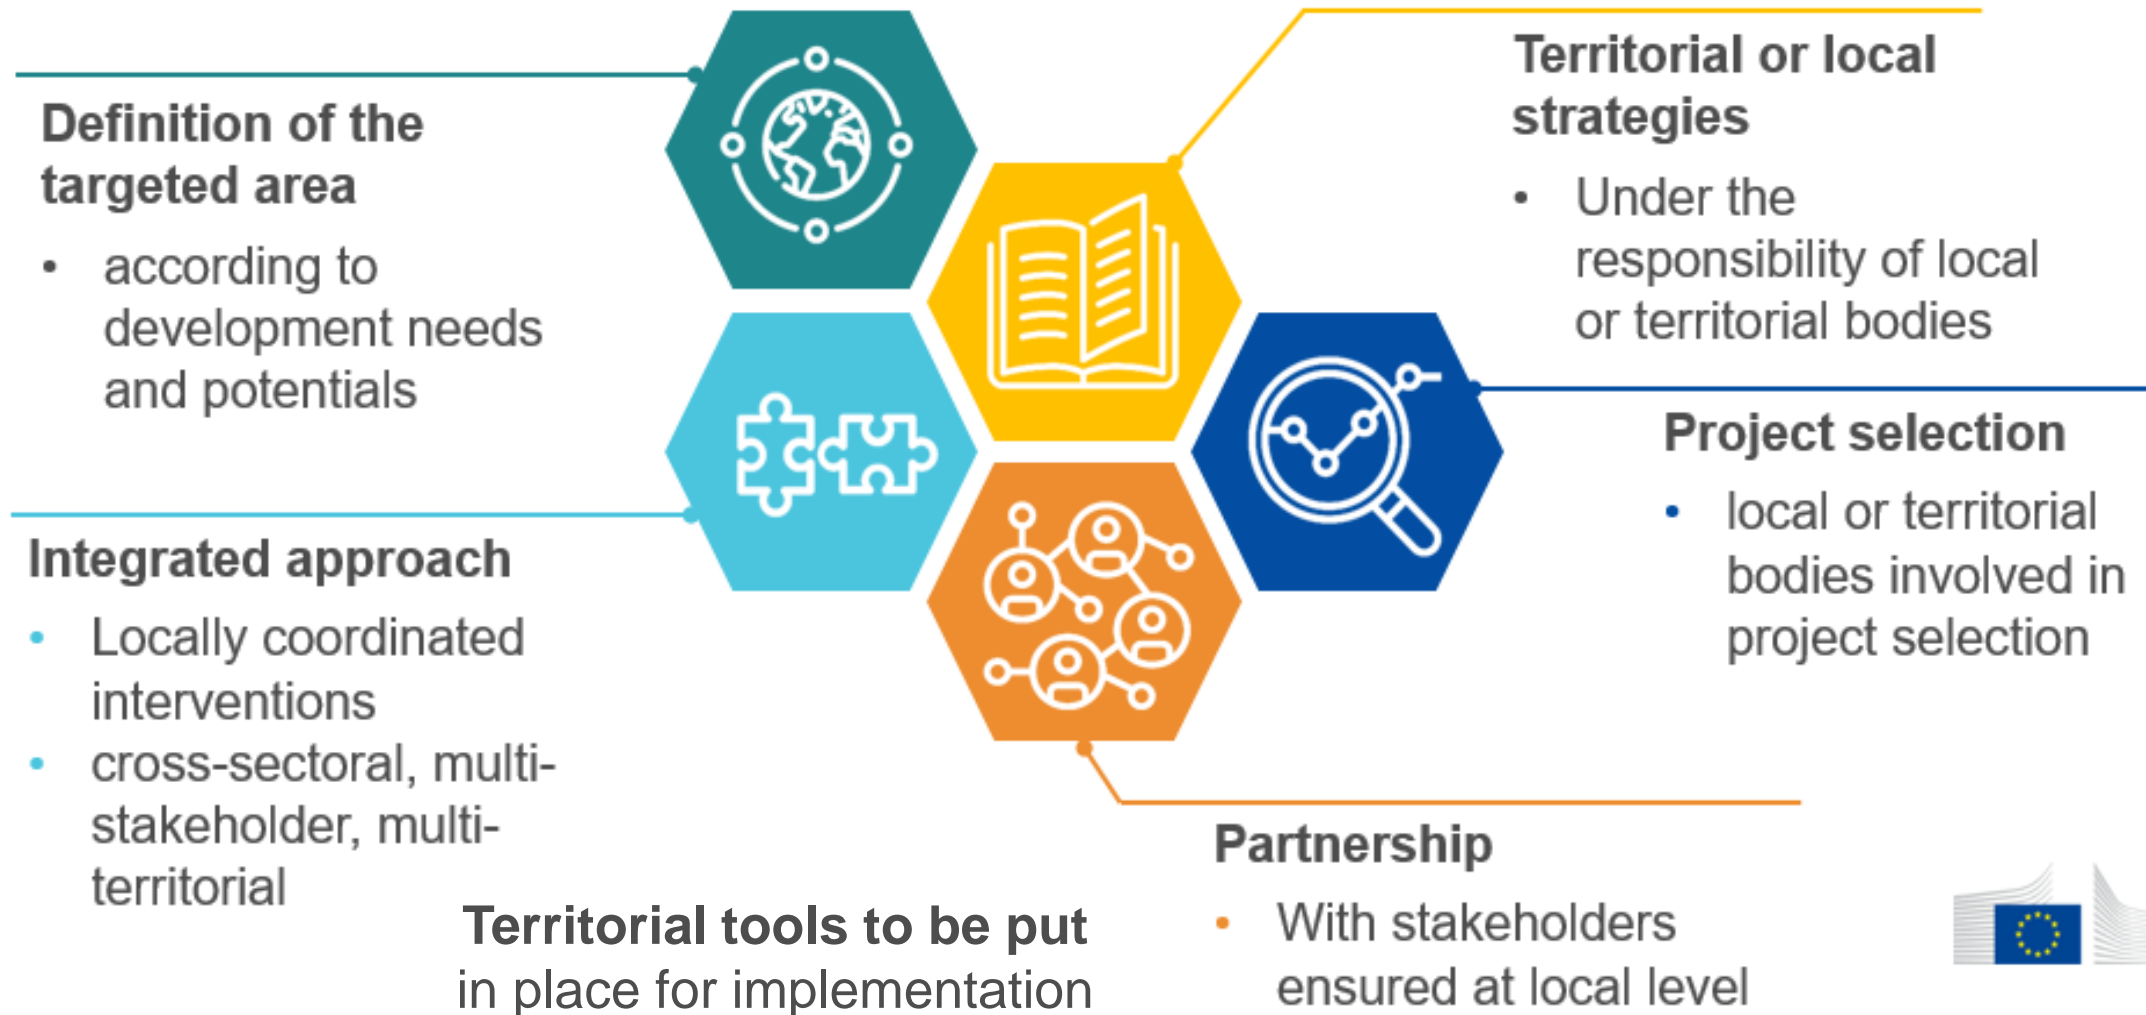 Definition of the
targeted area
• according to
development needs
and potentials
Integrated approach
• Locally coordinated
interventions
• cross-sectoral, multi-
stakeholder, multi-
territorial
Territorial or local
strategies
• Under the
responsibility of local
or territorial bodies
Project selection
• local or territorial
bodies involved in
project selection
Partnership
• With stakeholders
ensured at local level
Territorial tools to be put
in place for implementation